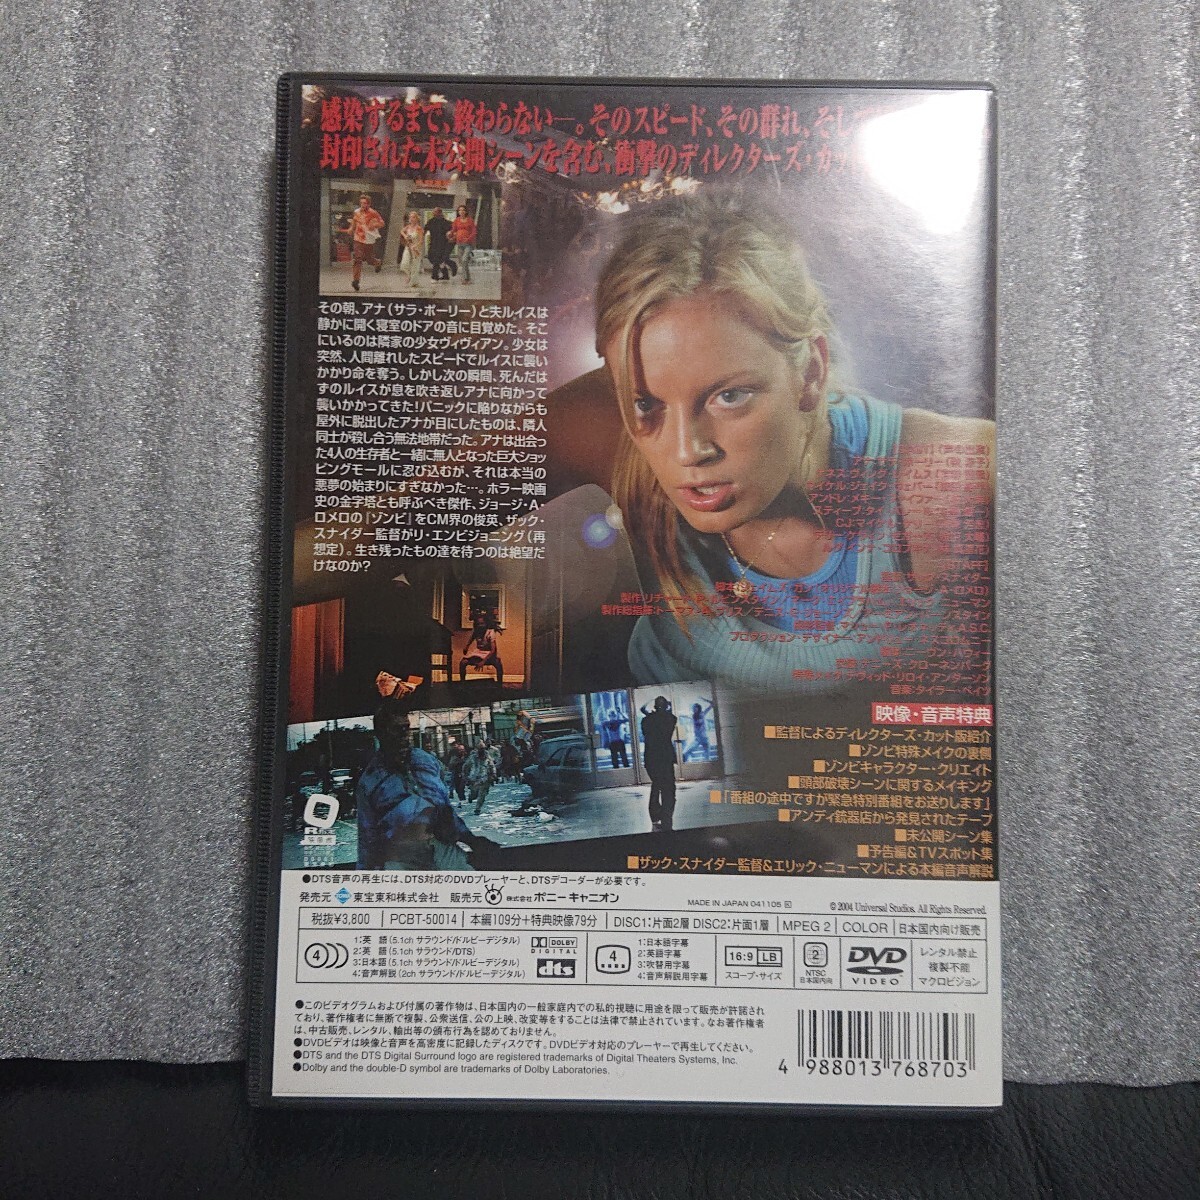 感染するまで、終わらない―。そのスピード、その群れ、そして
封印された未公開シーンを含む、衝撃のディレクターズ・カッ
その朝、アナ(サラ・ポーリー)と夫ルイスは
静かに開く寝室のドアの音に目覚めた。そこ
にいるのは隣家の少女ヴィヴィアン。少女は
突然、人間離れしたスピードでルイスに襲い
かかり命を奪う。しかし次の瞬間、死んだは
ずのルイスが息を吹き返しアナに向かって
襲いかかってきた!パニックに陥りながらも
屋外に脱出したアナが目にしたものは、隣人
同士が殺し合う無法地帯だった。アナは出会っ
た4人の生存者と一緒に無人となった巨大ショッ
ピングモールに忍び込むが、それは本当の
悪夢の始まりにすぎなかった…。ホラー映画
史の金字塔とも呼ぶべき傑作、ジョージ・A・
ロメロの『ゾンビ』をCM界の俊英、ザック・
スナイダー監督がリ・エンビジョニング(再
想定)。生き残ったもの達を待つのは絶望だ
けなのか?
[STAFF]
音楽:タイラー・ベイツ
映像・音声特典
■監督によるディレクターズ・カット版紹介
■ゾンビ特殊メイクの裏側
■ゾンビキャラクター・クリエイト
■頭部破壊シーンに関するメイキング
■「番組の途中ですが緊急特別番組をお送りします」
■アンディ銃器店から発見されたテープ
■未公開シーン集
■予告編&TVスポット集
■ザック・スナイダー監督&エリック・ニューマンによる本編音声解説
●DTS音声の再生には、DTS対応のDVDプレーヤーと、DTSデコーダーが必要です。
発売元 東宝東和株式会社 販売元 株式会社 ポニーキャニオン
MADE IN JAPAN 041105
© 2004 Universal Studios. All Rights Reserved.
税抜¥3,800 PCBT-50014 本編109分+特典映像79分 DISC1:片面2層 DISC2:片面1層 MPEG 2 COLOR 日本国内向け販売
4
1:英 語(5.1ch サラウンド/ドルビーデジタル)
2:英 語(5.1ch サラウンド/DTS)
3:日本語(5.1ch サラウンド/ドルビーデジタル)
4:音声解説(2ch サラウンド/ドルビーデジタル)
DOLBY
DIGITAL
dts
4
1:日本語字幕
2:英語字幕
3:吹替用字幕
4:音声解説用字幕
16:9 LB
スコープ・サイズ
2
NTSC
日本国内向
DVD
VIDEO
レンタル禁止
複製不能
マクロビジョン
●このビデオグラムおよび付属の著作物は、日本国内の一般家庭内での私的視聴に用途を限って販売が許諾され
ており、著作権者に無断で複製、公衆送信、公の上映、改変等をすることは法律で禁止されています。なお著作権者
は、中古販売、レンタル、輸出等の頒布行為を認めておりません。
●DVDビデオは映像と音声を高密度に記録したディスクです。DVDビデオ対応のプレーヤーで再生してください。
●DTS and the DTS Digital Surround logo are registered trademarks of Digital Theaters Systems, Inc.
●Dolby and the double-D symbol are trademarks of Dolby Laboratories.
4 988013 768703